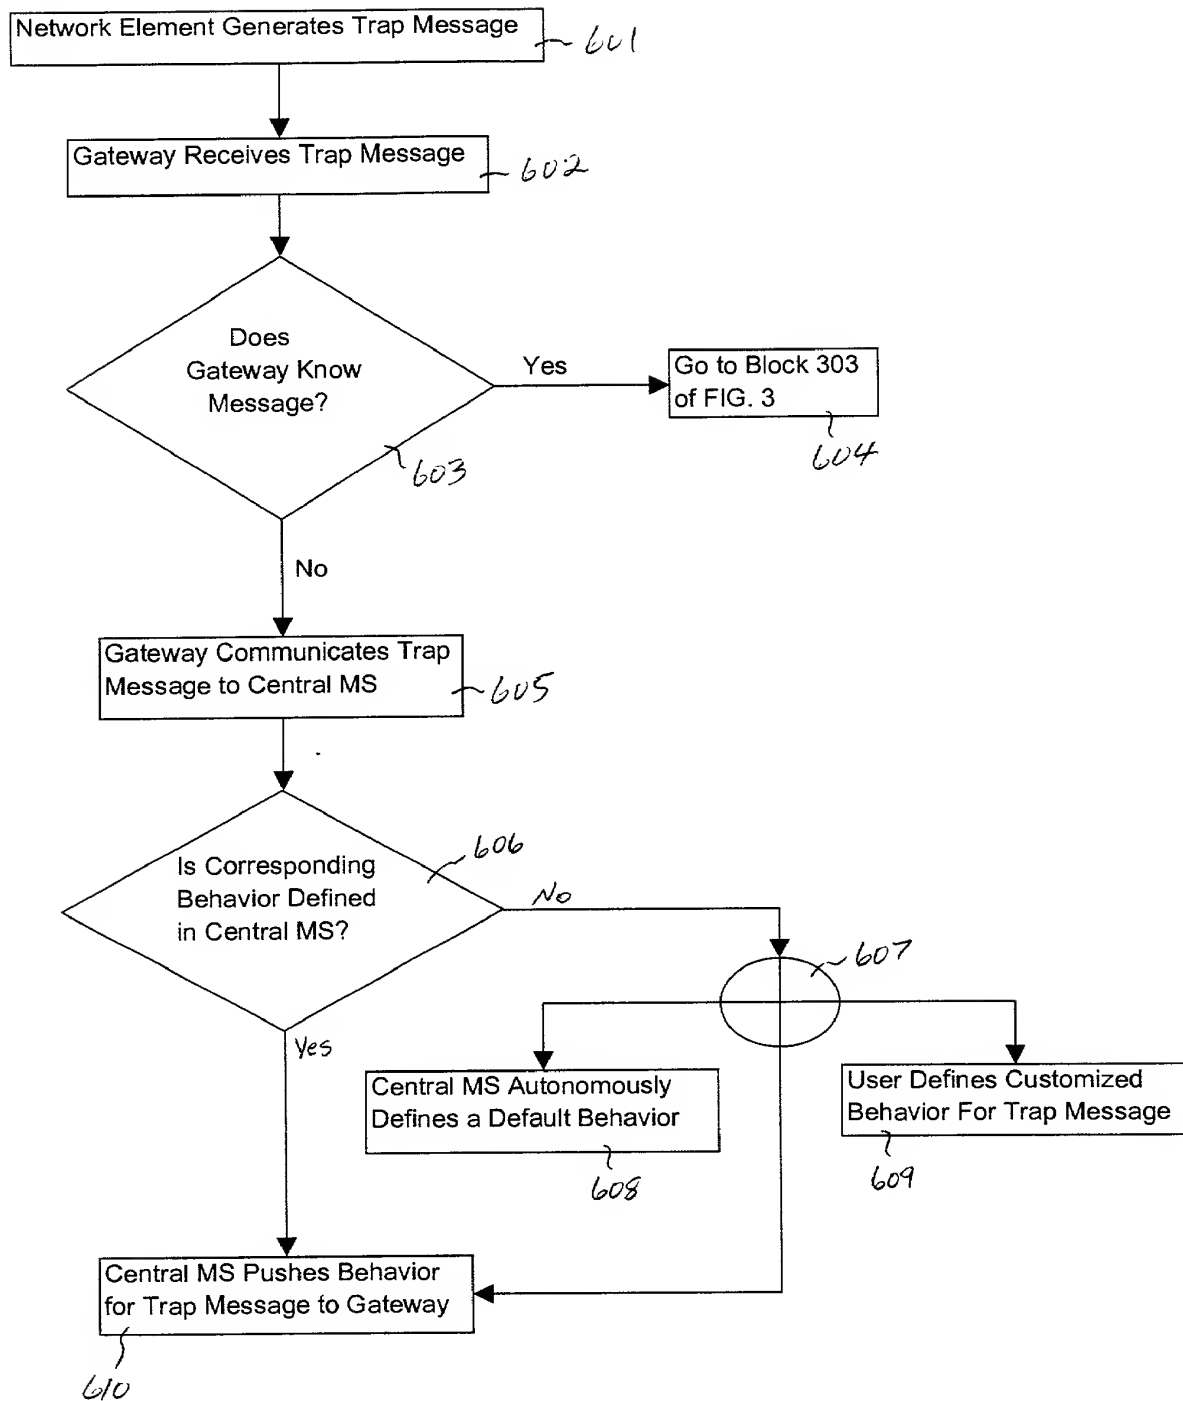 Network Element Generates Trap Message
601
Gateway Receives Trap Message
602
Does
Gateway Know
Message?
603
Yes
Go to Block 303
of FIG. 3
604
No
Gateway Communicates Trap
Message to Central MS
605
Is Corresponding
Behavior Defined
in Central MS?
606
No
607
Yes
Central MS Autonomously
Defines a Default Behavior
608
User Defines Customized
Behavior For Trap Message
609
Central MS Pushes Behavior
for Trap Message to Gateway
610